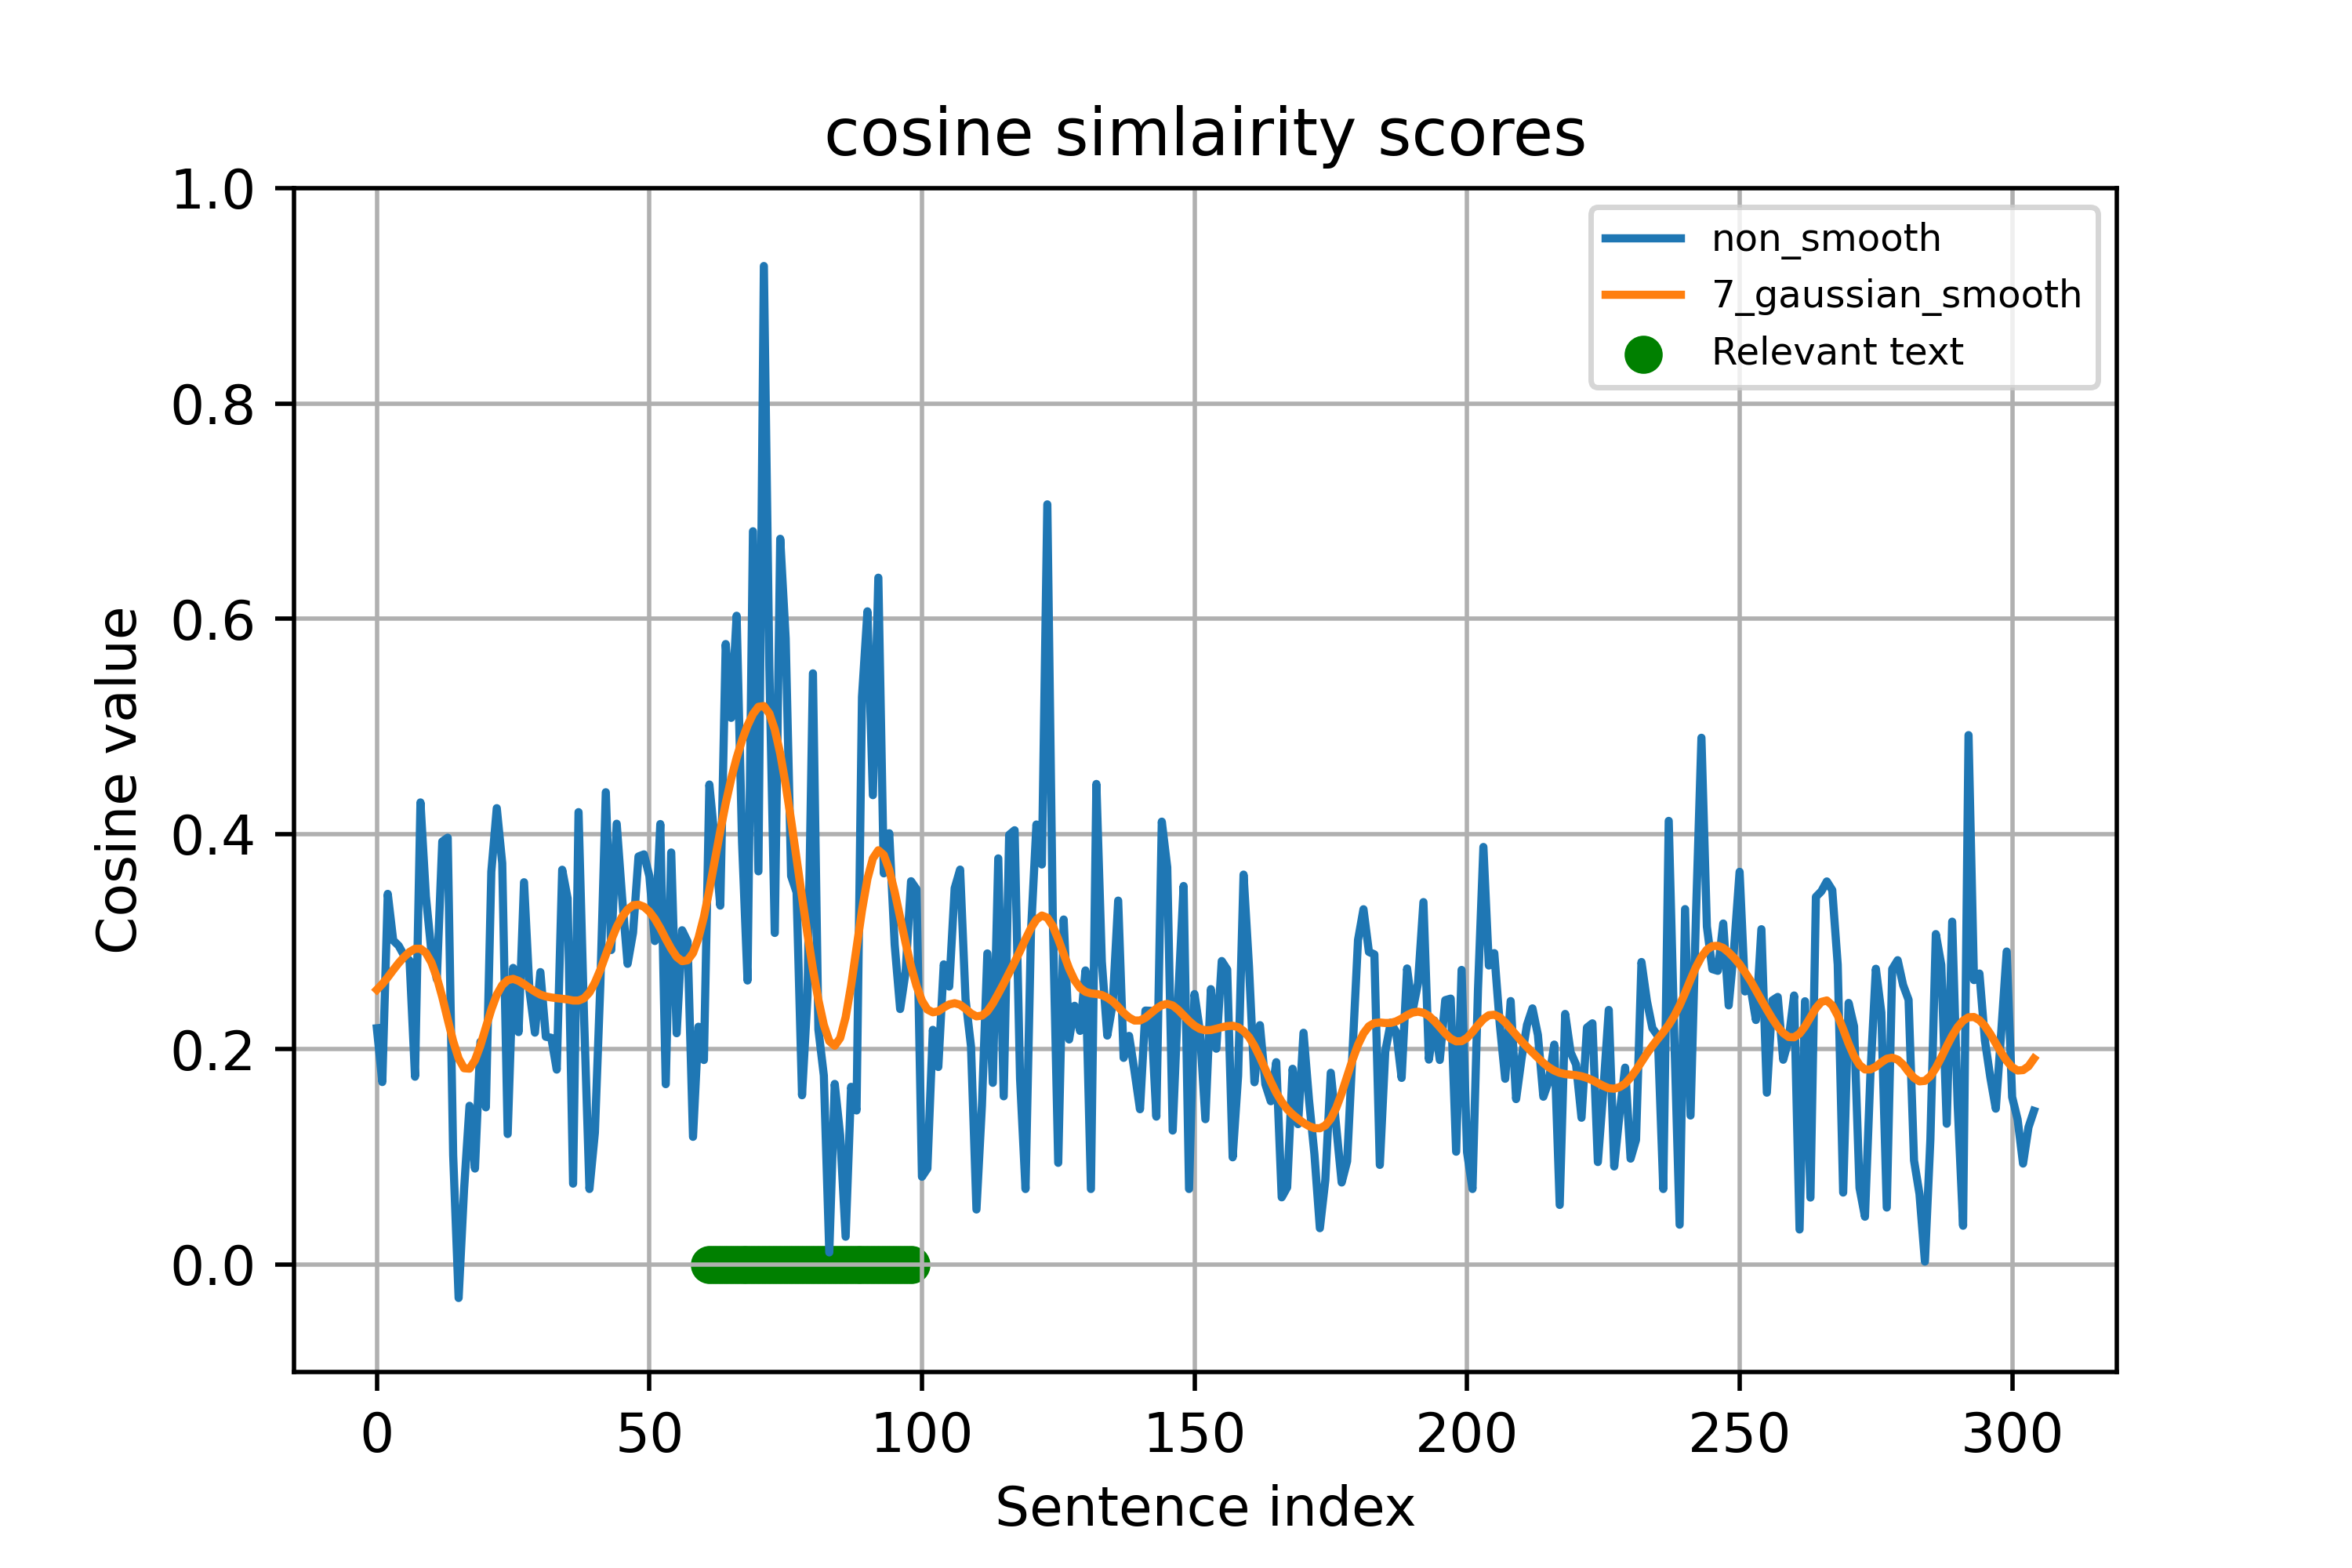 cosine simlairity scores
1.0
0.8
0.6
0.4
0.2
0.0
Cosine value
non_smooth
7_gaussian_smooth
Relevant text
0 50 100 150 200 250 300
Sentence index